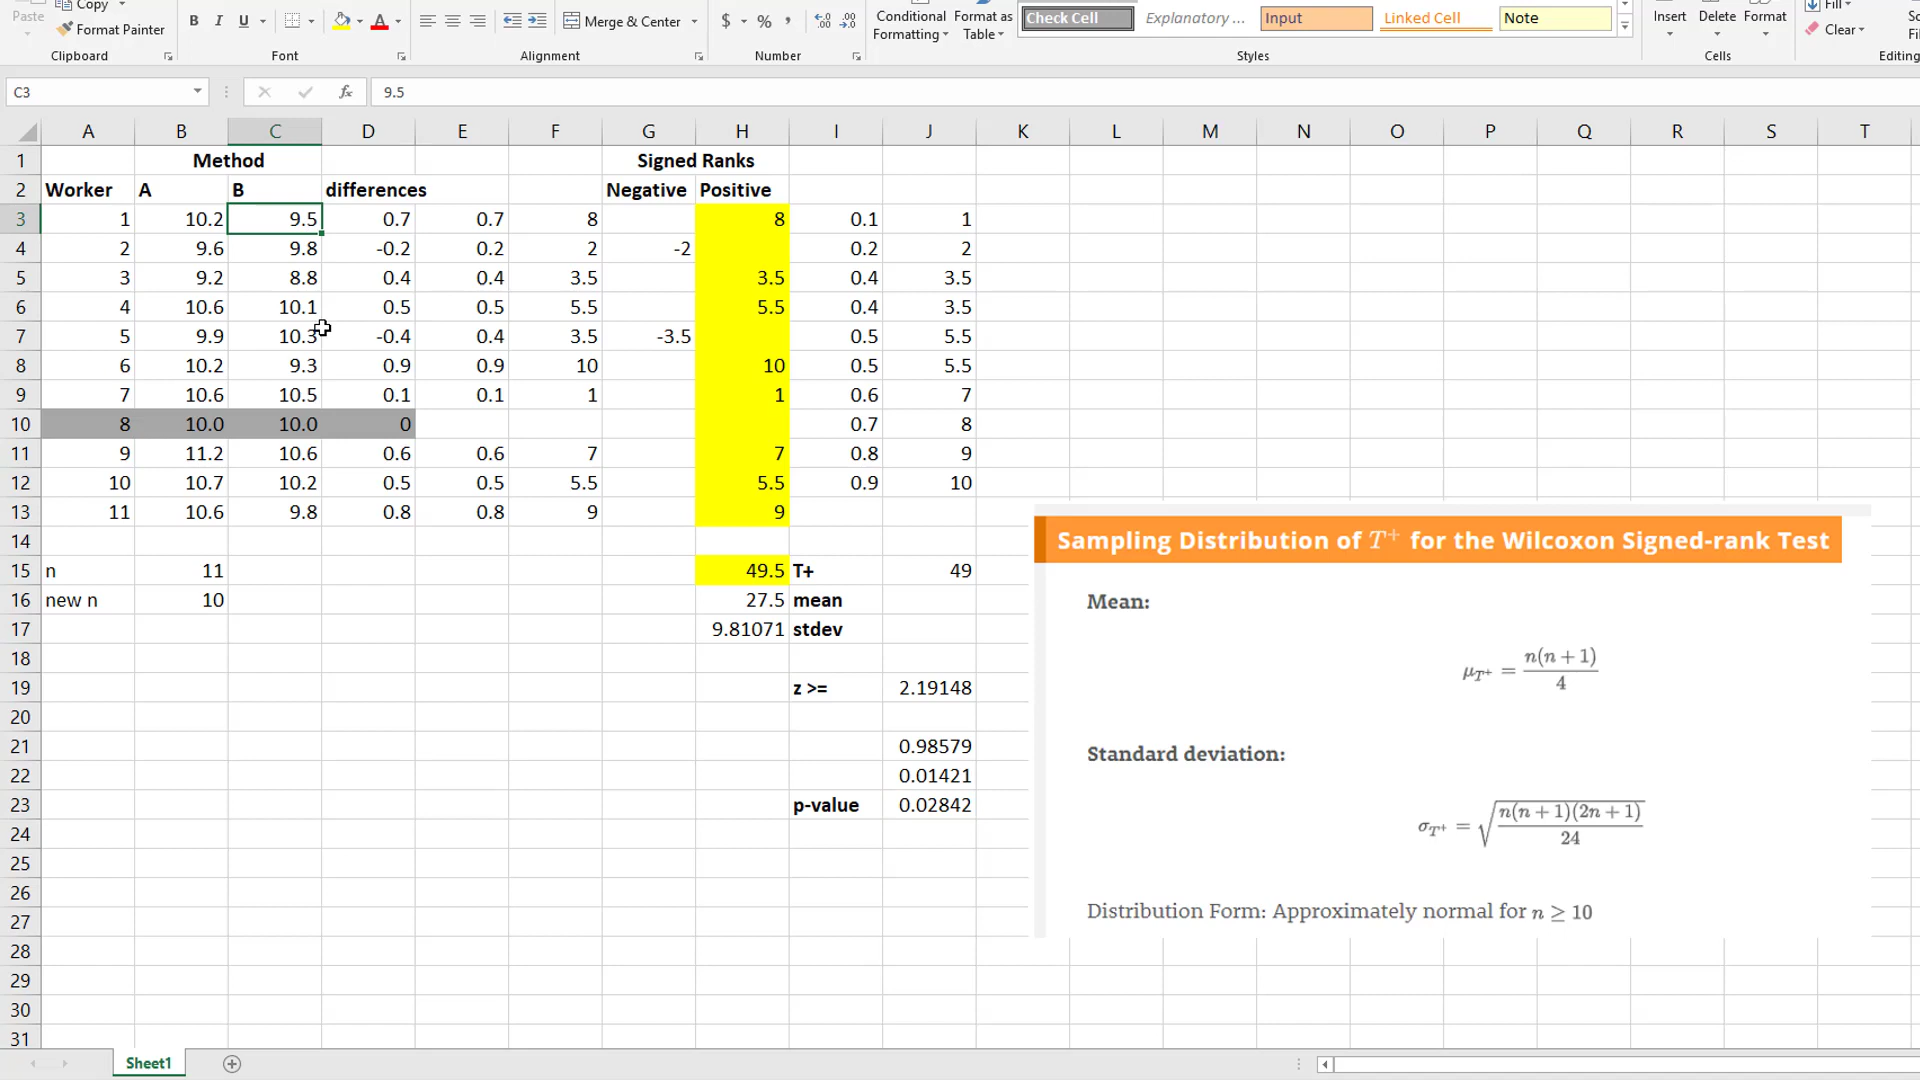 Paste
Copy
Format Painter
Clipboard
B I U
A
Font
Merge & Center
Alignment
$ % ,
Number
Conditional Formatting
Format as Table
Check Cell
Explanatory ...
Input
Linked Cell
Note
Styles
Insert
Delete
Format
Cells
Fill
Clear
Editing
C3 fx 9.5
A B C D E F G H I J K L M N O P Q R S T
1 Method Signed Ranks
2 Worker A B differences Negative Positive
3 1 10.2 9.5 0.7 0.7 8 8 0.1 1
4 2 9.6 9.8 -0.2 0.2 2 -2 0.2 2
5 3 9.2 8.8 0.4 0.4 3.5 3.5 0.4 3.5
6 4 10.6 10.1 0.5 0.5 5.5 5.5 0.4 3.5
7 5 9.9 10.3 -0.4 0.4 3.5 -3.5 0.5 5.5
8 6 10.2 9.3 0.9 0.9 10 10 0.5 5.5
9 7 10.6 10.5 0.1 0.1 1 1 0.6 7
10 8 10.0 10.0 0 0.7 8
11 9 11.2 10.6 0.6 0.6 7 7 0.8 9
12 10 10.7 10.2 0.5 0.5 5.5 5.5 0.9 10
13 11 10.6 9.8 0.8 0.8 9 9
14
15 n 11 49.5 T+ 49
16 new n 10 27.5 mean
17 9.81071 stdev
18
19 z >= 2.19148
20
21 0.98579
22 0.01421
23 p-value 0.02842
24
25
26
27
28
29
30
31
Sampling Distribution of T⁺ for the Wilcoxon Signed-rank Test
Mean:
μ_T⁺ = n(n + 1) / 4
Standard deviation:
σ_T⁺ = √(n(n + 1)(2n + 1) / 24)
Distribution Form: Approximately normal for n ≥ 10
Sheet1